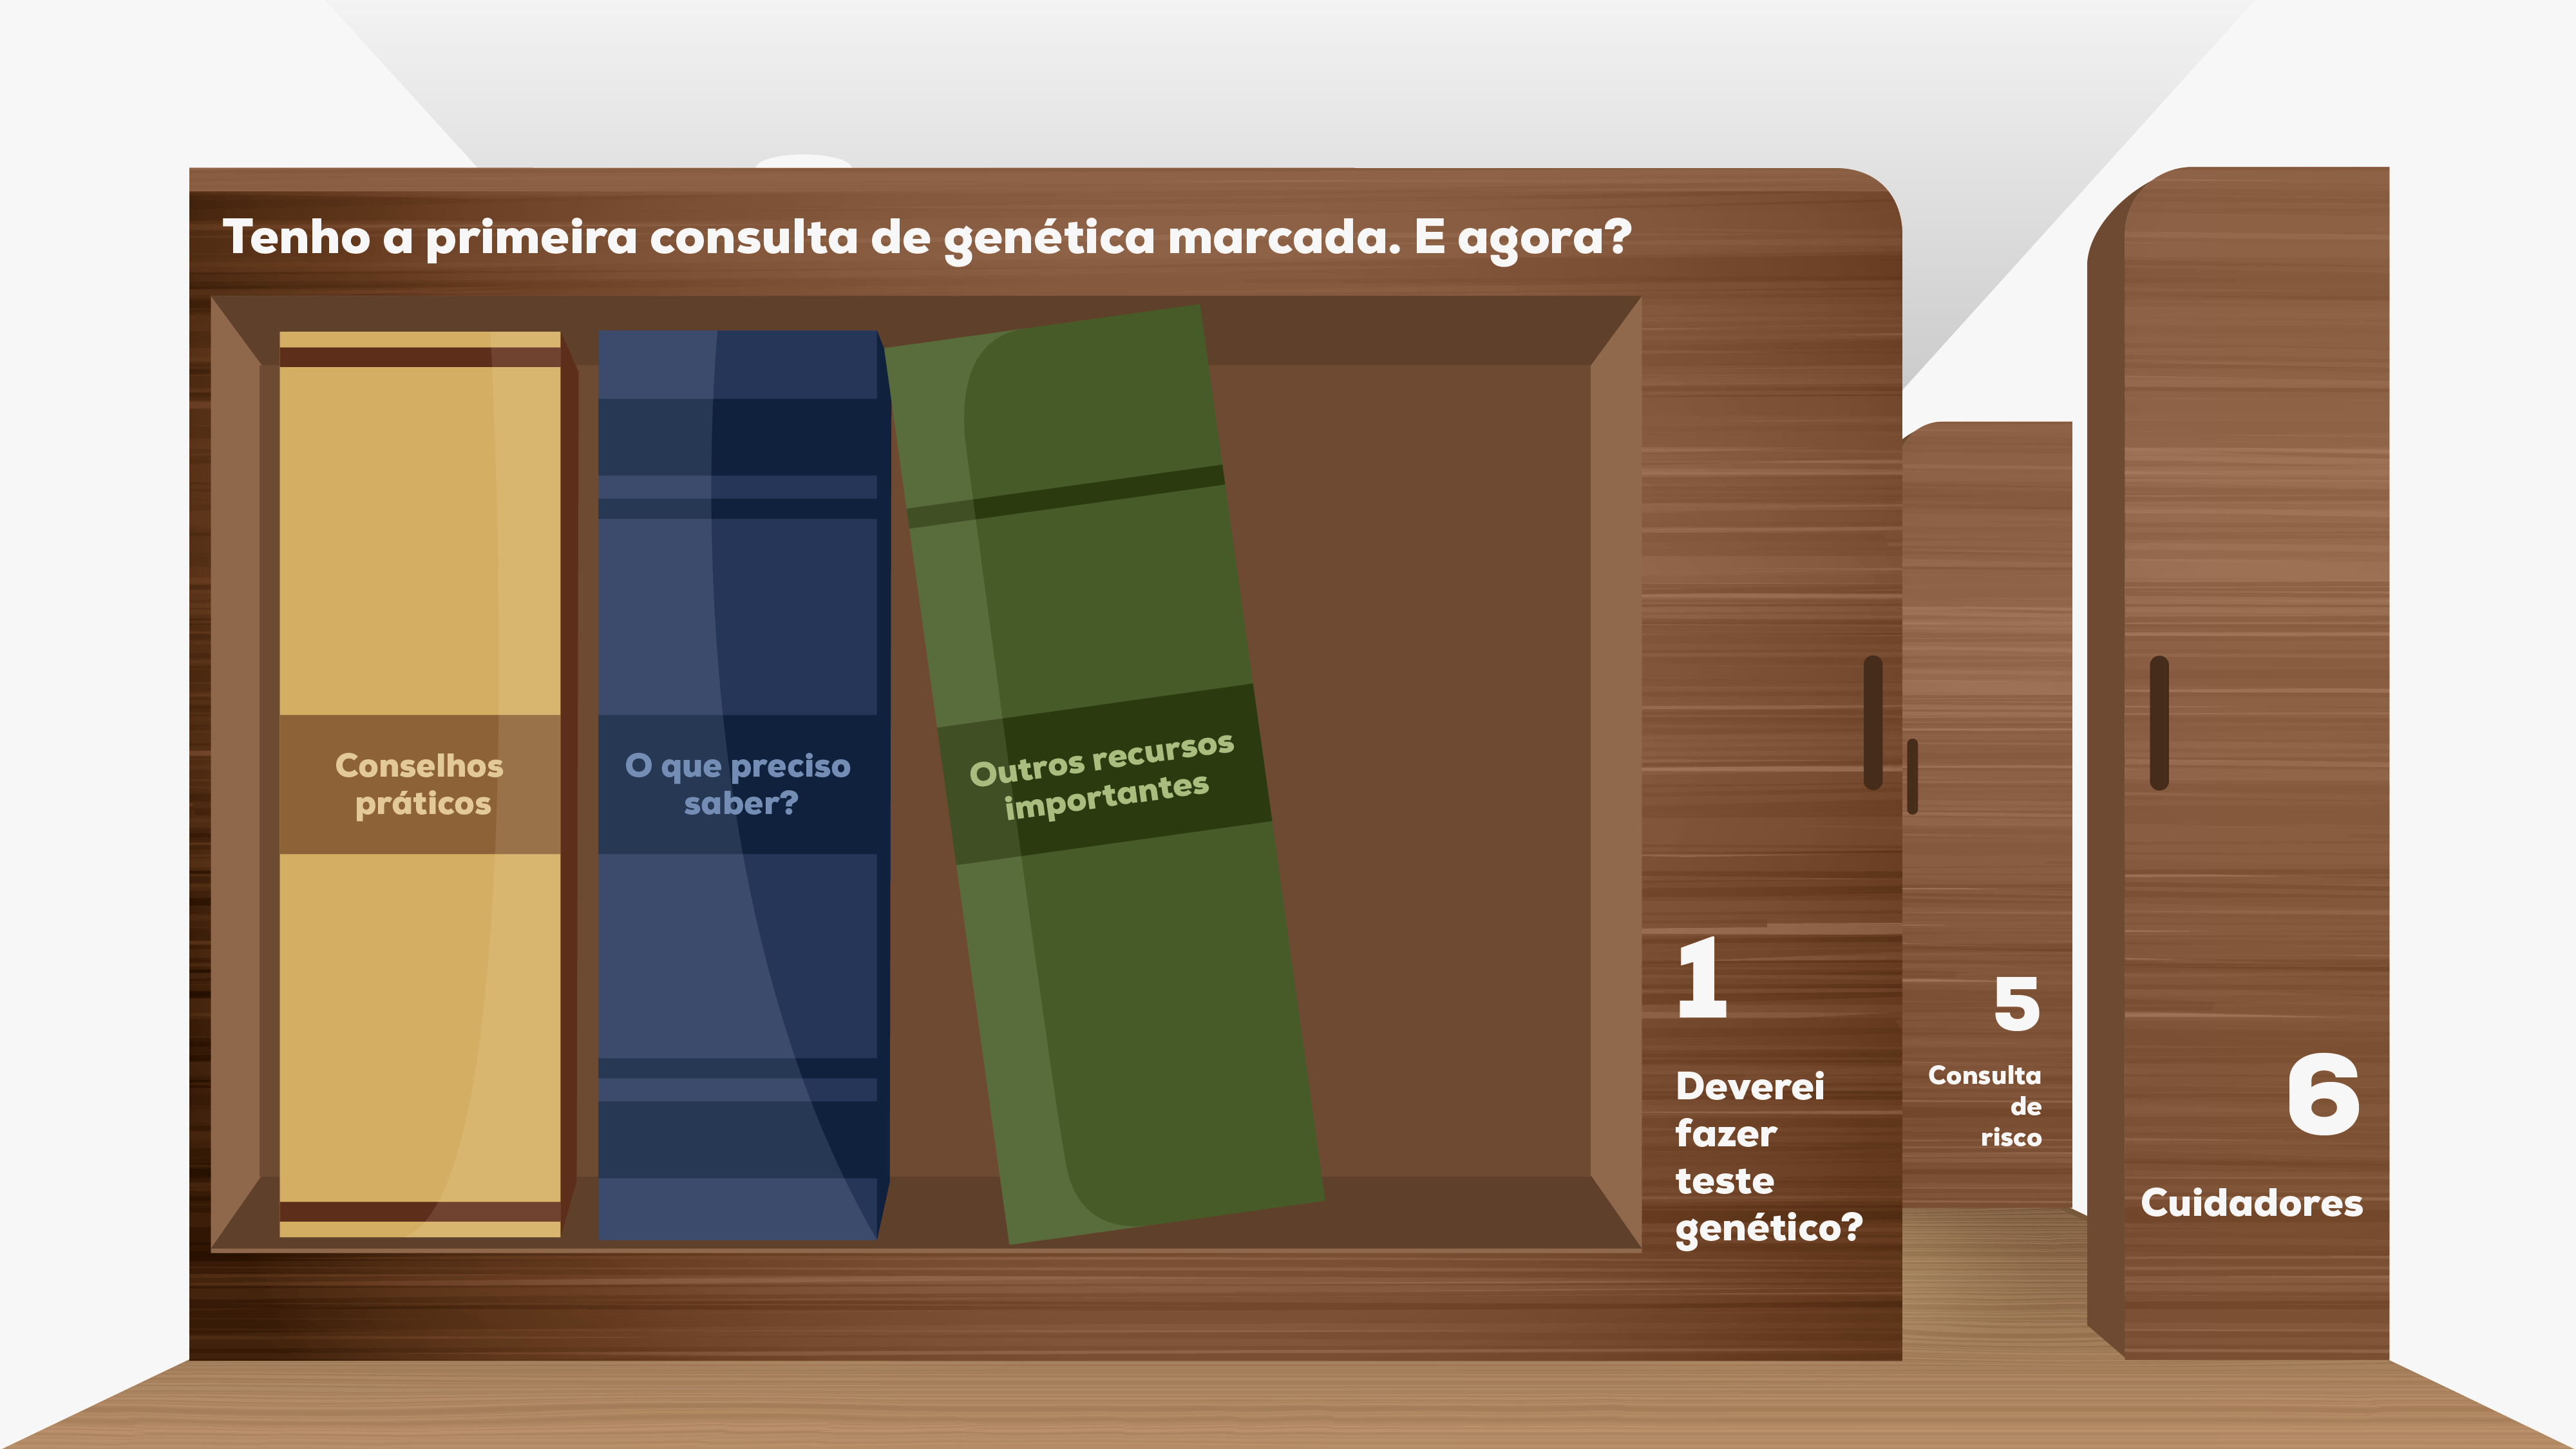 Tenho a primeira consulta de genética marcada. E agora?
Conselhos
práticos
O que preciso
saber?
Outros recursos
importantes
1
Deverei
fazer
teste
genético?
5
Consulta
de
risco
6
Cuidadores